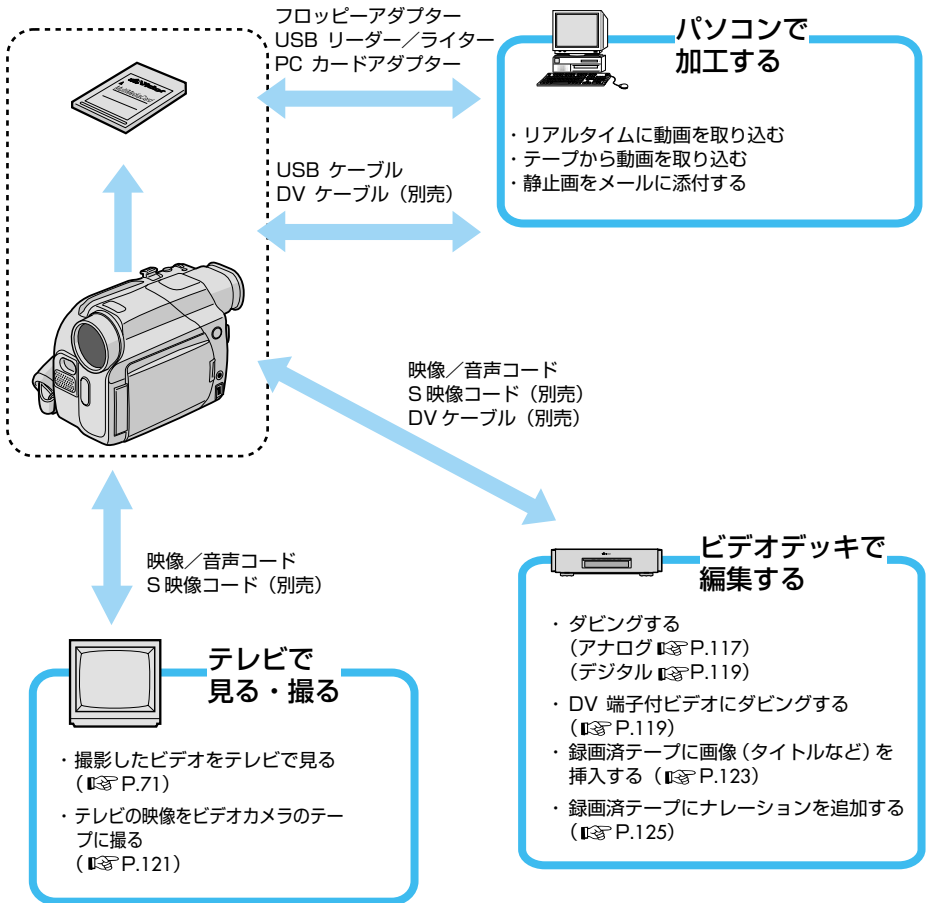 フロッピーアダプター
USB リーダー／ライター
PC カードアダプター
パソコンで
加工する
・リアルタイムに動画を取り込む
・テープから動画を取り込む
・静止画をメールに添付する
USB ケーブル
DV ケーブル（別売）
映像／音声コード
S映像コード（別売）
DVケーブル（別売）
映像／音声コード
S映像コード（別売）
テレビで
見る・撮る
・撮影したビデオをテレビで見る
（☞P.71）
・テレビの映像をビデオカメラのテー
プに撮る
（☞P.121）
ビデオデッキで
編集する
・ダビングする
（アナログ☞P.117）
（デジタル☞P.119）
・DV 端子付ビデオにダビングする
（☞P.119）
・録画済テープに画像（タイトルなど）を
挿入する（☞P.123）
・録画済テープにナレーションを追加する
（☞P.125）